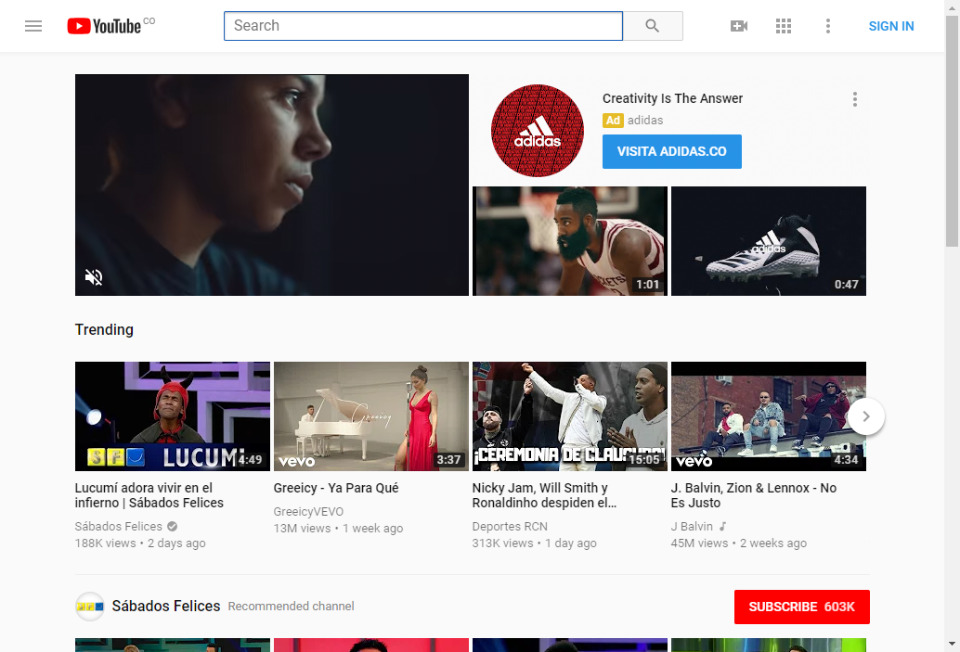 YouTube CO
Search
SIGN IN
Creativity Is The Answer
Ad adidas
adidas
VISITA ADIDAS.CO
1:01
adidas
0:47
Trending
SFD LUCUMÍ
4:49
Greeicy
vevo
3:37
¡CEREMONIA DE CLAUSURA!
15:05
vevo
4:34
Lucumí adora vivir en el
infierno | Sábados Felices
Sábados Felices
188K views • 2 days ago
Greeicy - Ya Para Qué
GreeicyVEVO
13M views • 1 week ago
Nicky Jam, Will Smith y
Ronaldinho despiden el...
Deportes RCN
313K views • 1 day ago
J. Balvin, Zion & Lennox - No
Es Justo
J Balvin
45M views • 2 weeks ago
Sábados Felices Recommended channel
SUBSCRIBE 603K